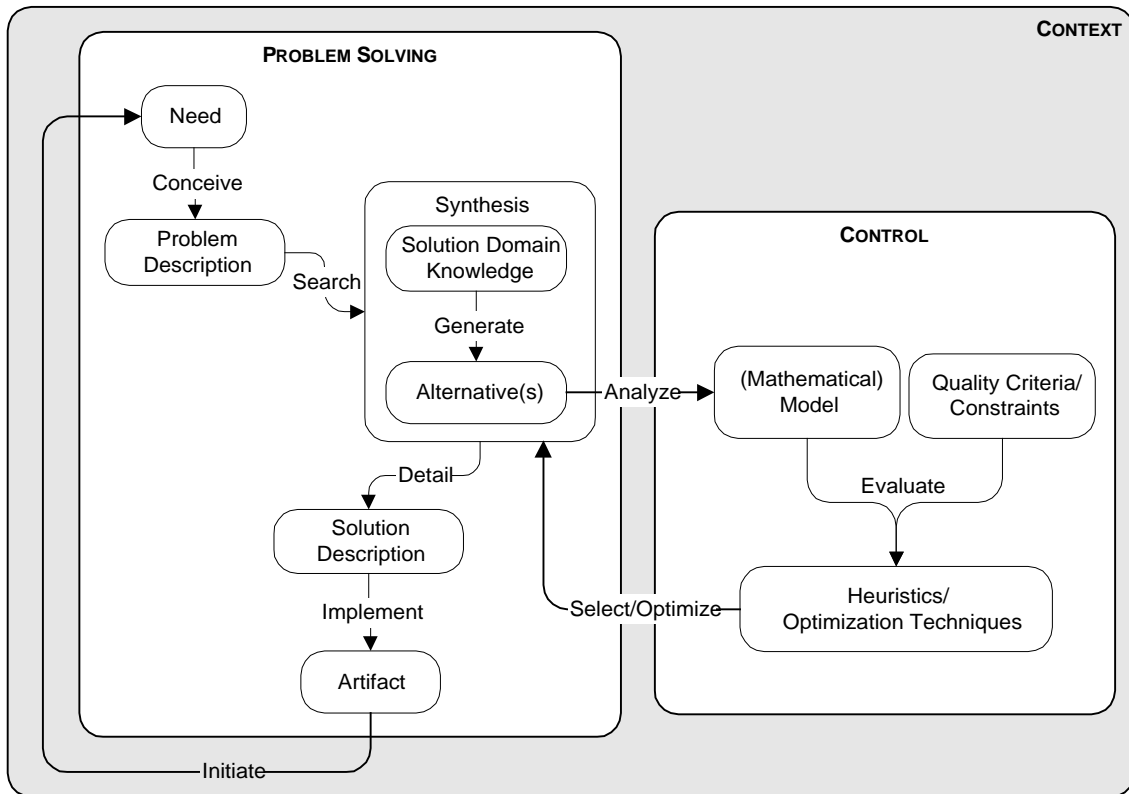 CONTEXT
PROBLEM SOLVING
Need
Conceive
Problem
Description
Search
Synthesis
Solution Domain
Knowledge
Generate
Alternative(s)
Analyze
Detail
Solution
Description
Implement
Artifact
Initiate
CONTROL
(Mathematical)
Model
Quality Criteria/
Constraints
Evaluate
Heuristics/
Optimization Techniques
Select/Optimize